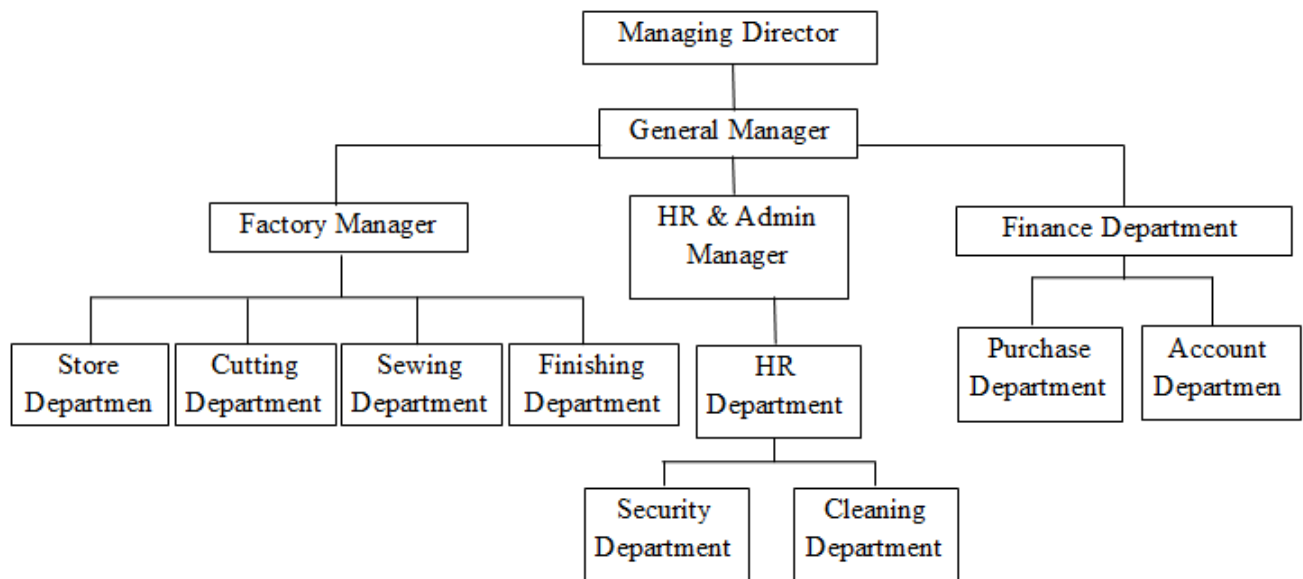 Managing Director
General Manager
Factory Manager
HR & Admin
Manager
Finance Department
Store
Departmen
Cutting
Department
Sewing
Department
Finishing
Department
HR
Department
Purchase
Department
Account
Departmen
Security
Department
Cleaning
Department